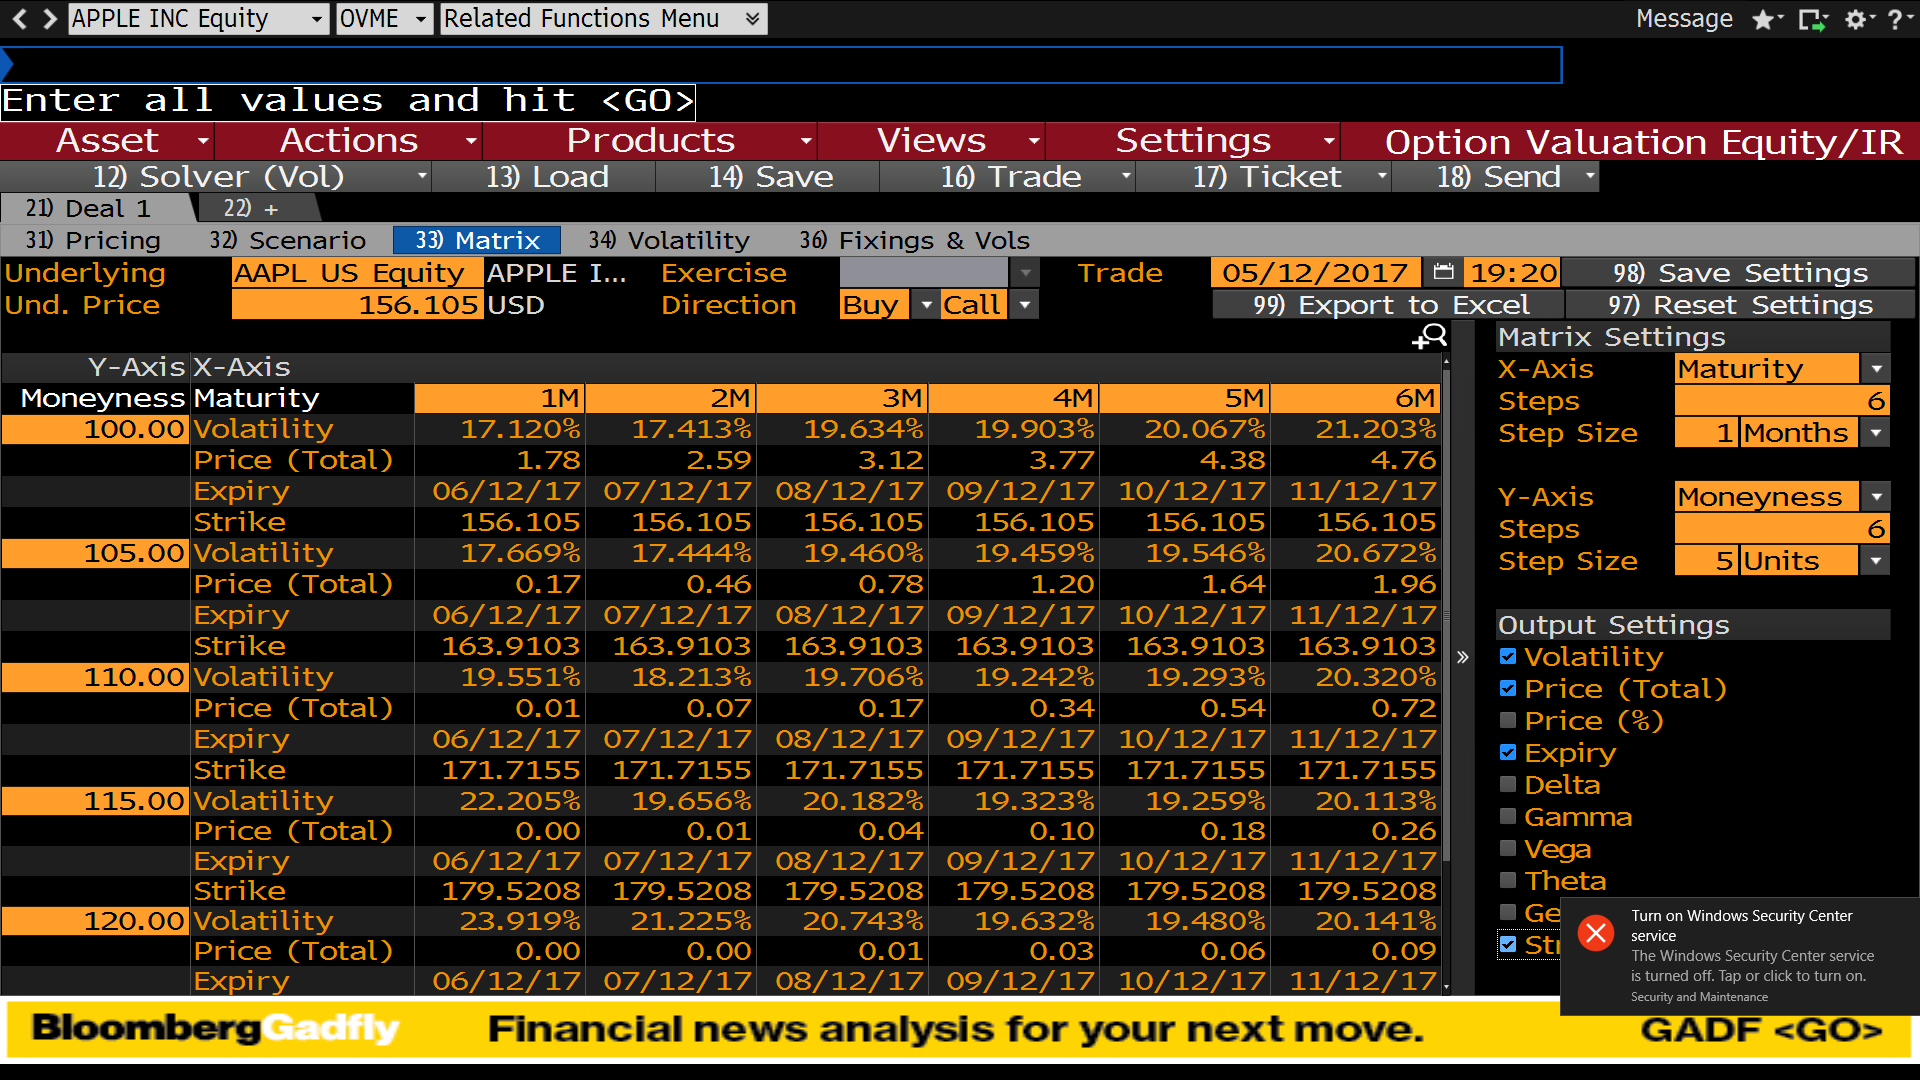 APPLE INC Equity OVME Related Functions Menu Message ?
Enter all values and hit <GO>
Asset Actions Products Views Settings Option Valuation Equity/IR
12) Solver (Vol) 13) Load 14) Save 16) Trade 17) Ticket 18) Send
21) Deal 1 22) +
31) Pricing 32) Scenario 33) Matrix 34) Volatility 36) Fixings & Vols
Underlying AAPL US Equity APPLE I... Exercise Trade 05/12/2017 19:20 98) Save Settings
Und. Price 156.105 USD Direction Buy Call 99) Export to Excel 97) Reset Settings
Y-Axis X-Axis
Moneyness Maturity 1M 2M 3M 4M 5M 6M
100.00 Volatility 17.120% 17.413% 19.634% 19.903% 20.067% 21.203%
Price (Total) 1.78 2.59 3.12 3.77 4.38 4.76
Expiry 06/12/17 07/12/17 08/12/17 09/12/17 10/12/17 11/12/17
Strike 156.105 156.105 156.105 156.105 156.105 156.105
105.00 Volatility 17.669% 17.444% 19.460% 19.459% 19.546% 20.672%
Price (Total) 0.17 0.46 0.78 1.20 1.64 1.96
Expiry 06/12/17 07/12/17 08/12/17 09/12/17 10/12/17 11/12/17
Strike 163.9103 163.9103 163.9103 163.9103 163.9103 163.9103
110.00 Volatility 19.551% 18.213% 19.706% 19.242% 19.293% 20.320%
Price (Total) 0.01 0.07 0.17 0.34 0.54 0.72
Expiry 06/12/17 07/12/17 08/12/17 09/12/17 10/12/17 11/12/17
Strike 171.7155 171.7155 171.7155 171.7155 171.7155 171.7155
115.00 Volatility 22.205% 19.656% 20.182% 19.323% 19.259% 20.113%
Price (Total) 0.00 0.01 0.04 0.10 0.18 0.26
Expiry 06/12/17 07/12/17 08/12/17 09/12/17 10/12/17 11/12/17
Strike 179.5208 179.5208 179.5208 179.5208 179.5208 179.5208
120.00 Volatility 23.919% 21.225% 20.743% 19.632% 19.480% 20.141%
Price (Total) 0.00 0.00 0.01 0.03 0.06 0.09
Expiry 06/12/17 07/12/17 08/12/17 09/12/17 10/12/17 11/12/17
Matrix Settings
X-Axis Maturity
Steps 6
Step Size 1 Months
Y-Axis Moneyness
Steps 6
Step Size 5 Units
Output Settings
Volatility
Price (Total)
Price (%)
Expiry
Delta
Gamma
Vega
Theta
Ge
Str
Turn on Windows Security Center
service
The Windows Security Center service
is turned off. Tap or click to turn on.
Security and Maintenance
BloombergGadfly Financial news analysis for your next move. GADF <GO>